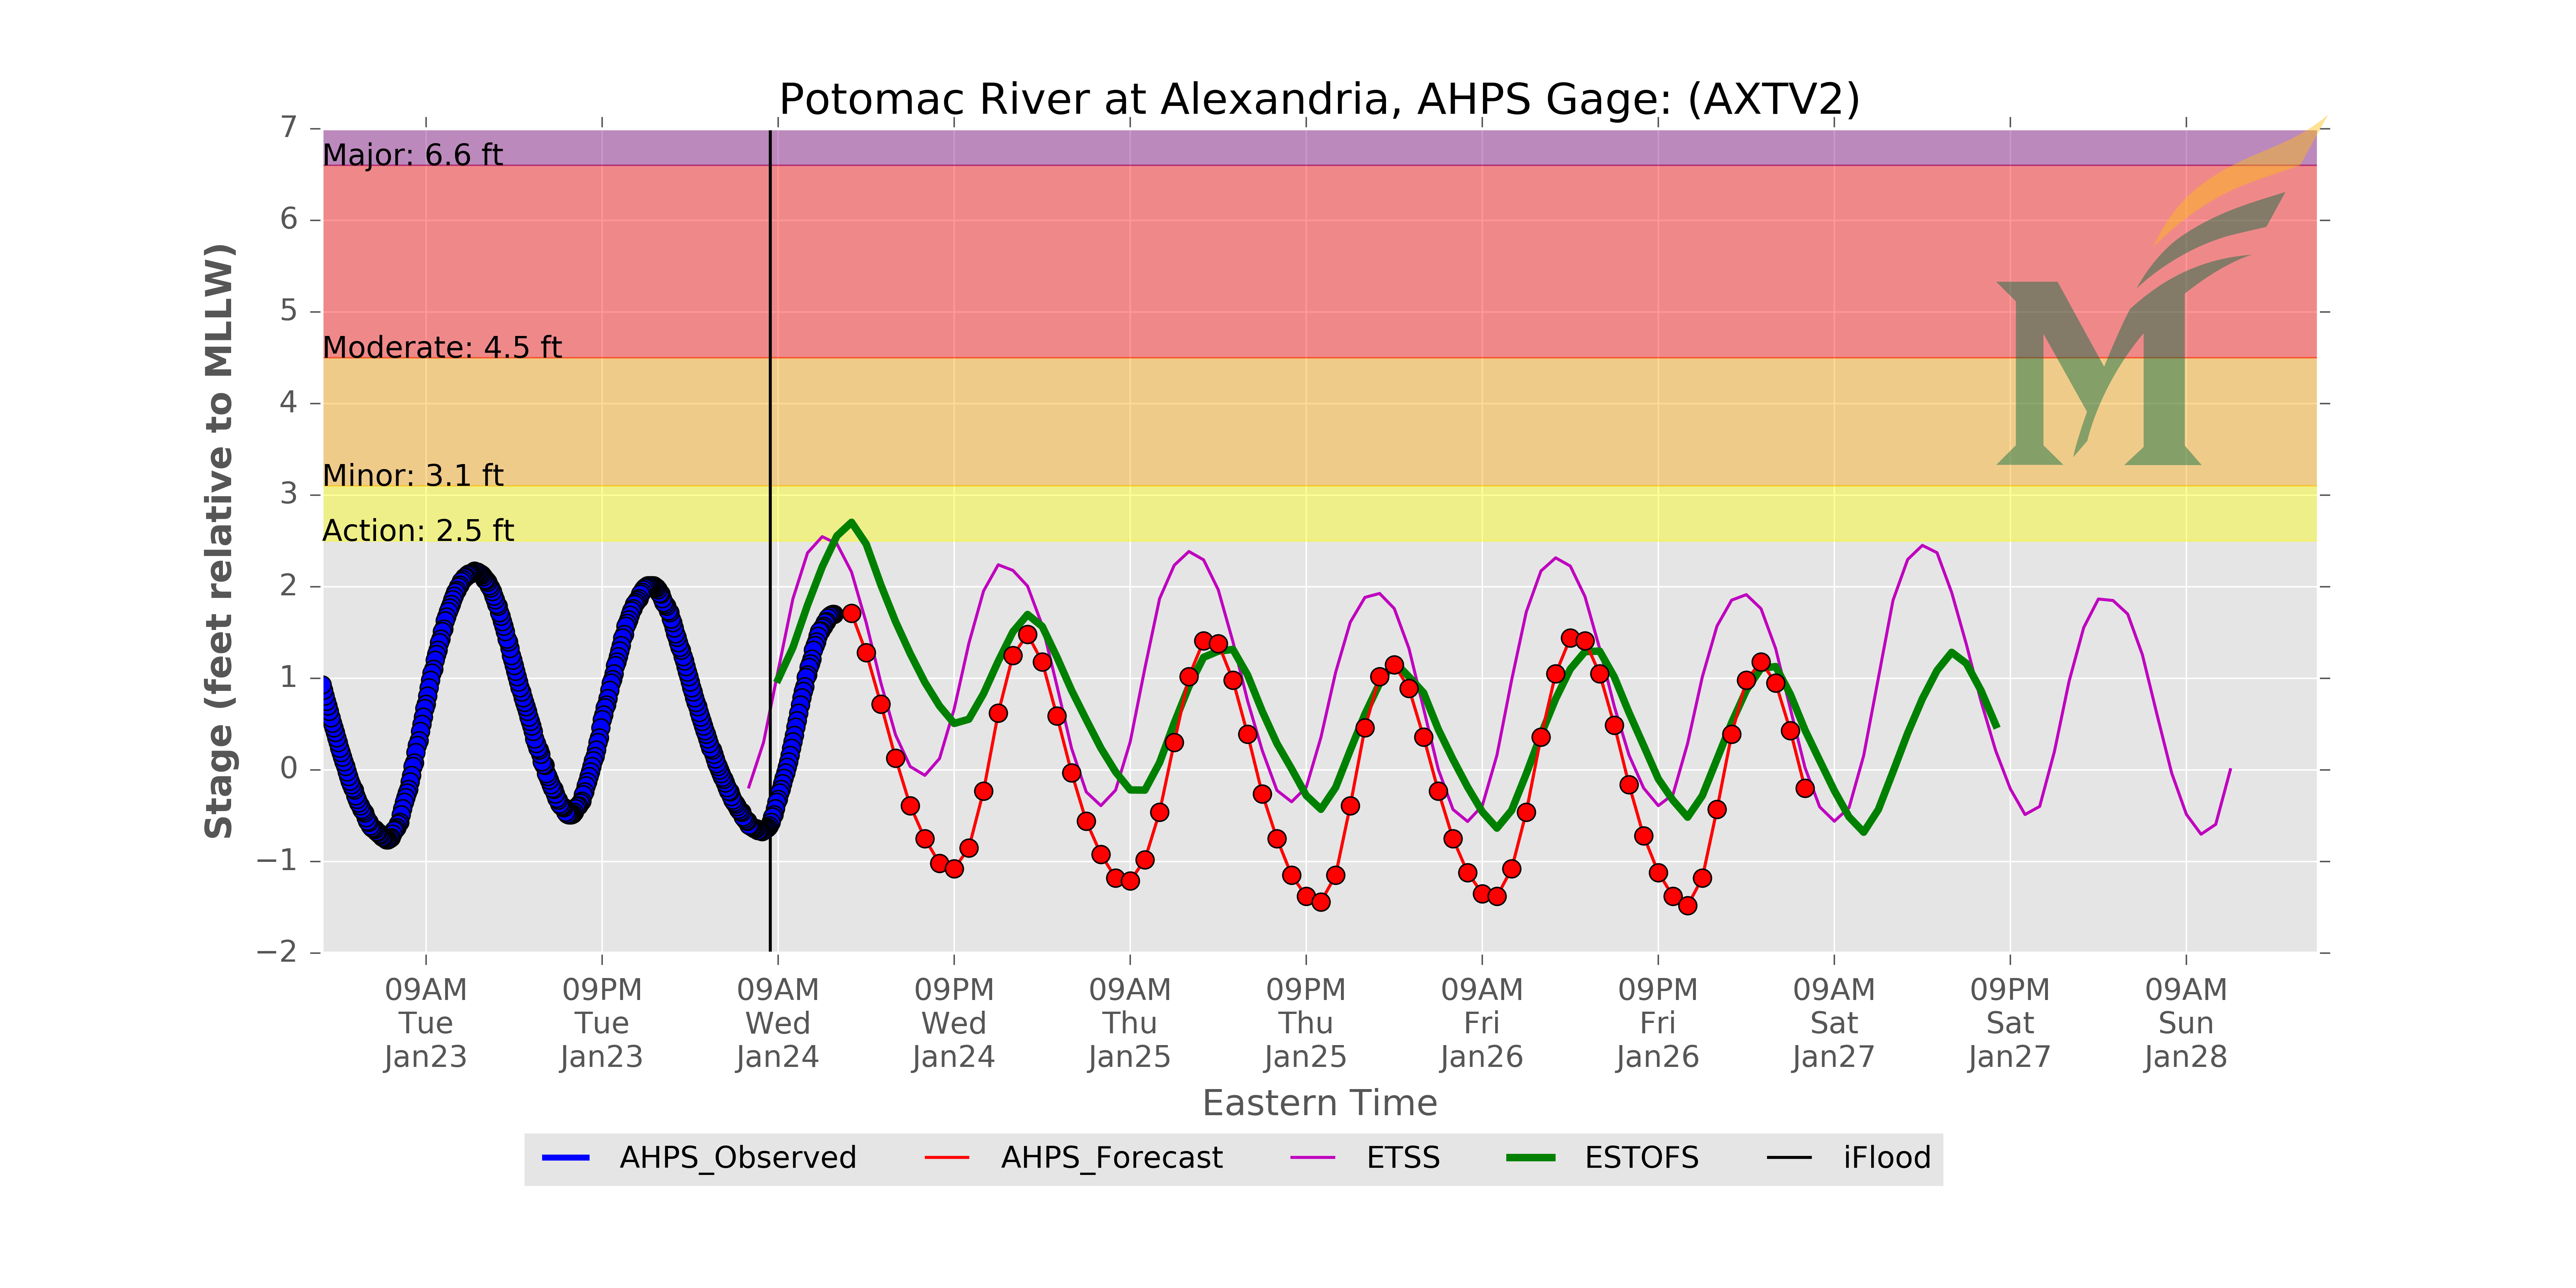 Potomac River at Alexandria, AHPS Gage: (AXTV2)
7
6
5
4
3
2
1
0
−1
−2
Stage (feet relative to MLLW)
Major: 6.6 ft
Moderate: 4.5 ft
Minor: 3.1 ft
Action: 2.5 ft
M
09AM 09PM 09AM 09PM 09AM 09PM 09AM 09PM 09AM 09PM 09AM
Tue Tue Wed Wed Thu Thu Fri Fri Sat Sat Sun
Jan23 Jan23 Jan24 Jan24 Jan25 Jan25 Jan26 Jan26 Jan27 Jan27 Jan28
Eastern Time
AHPS_Observed AHPS_Forecast ETSS ESTOFS iFlood